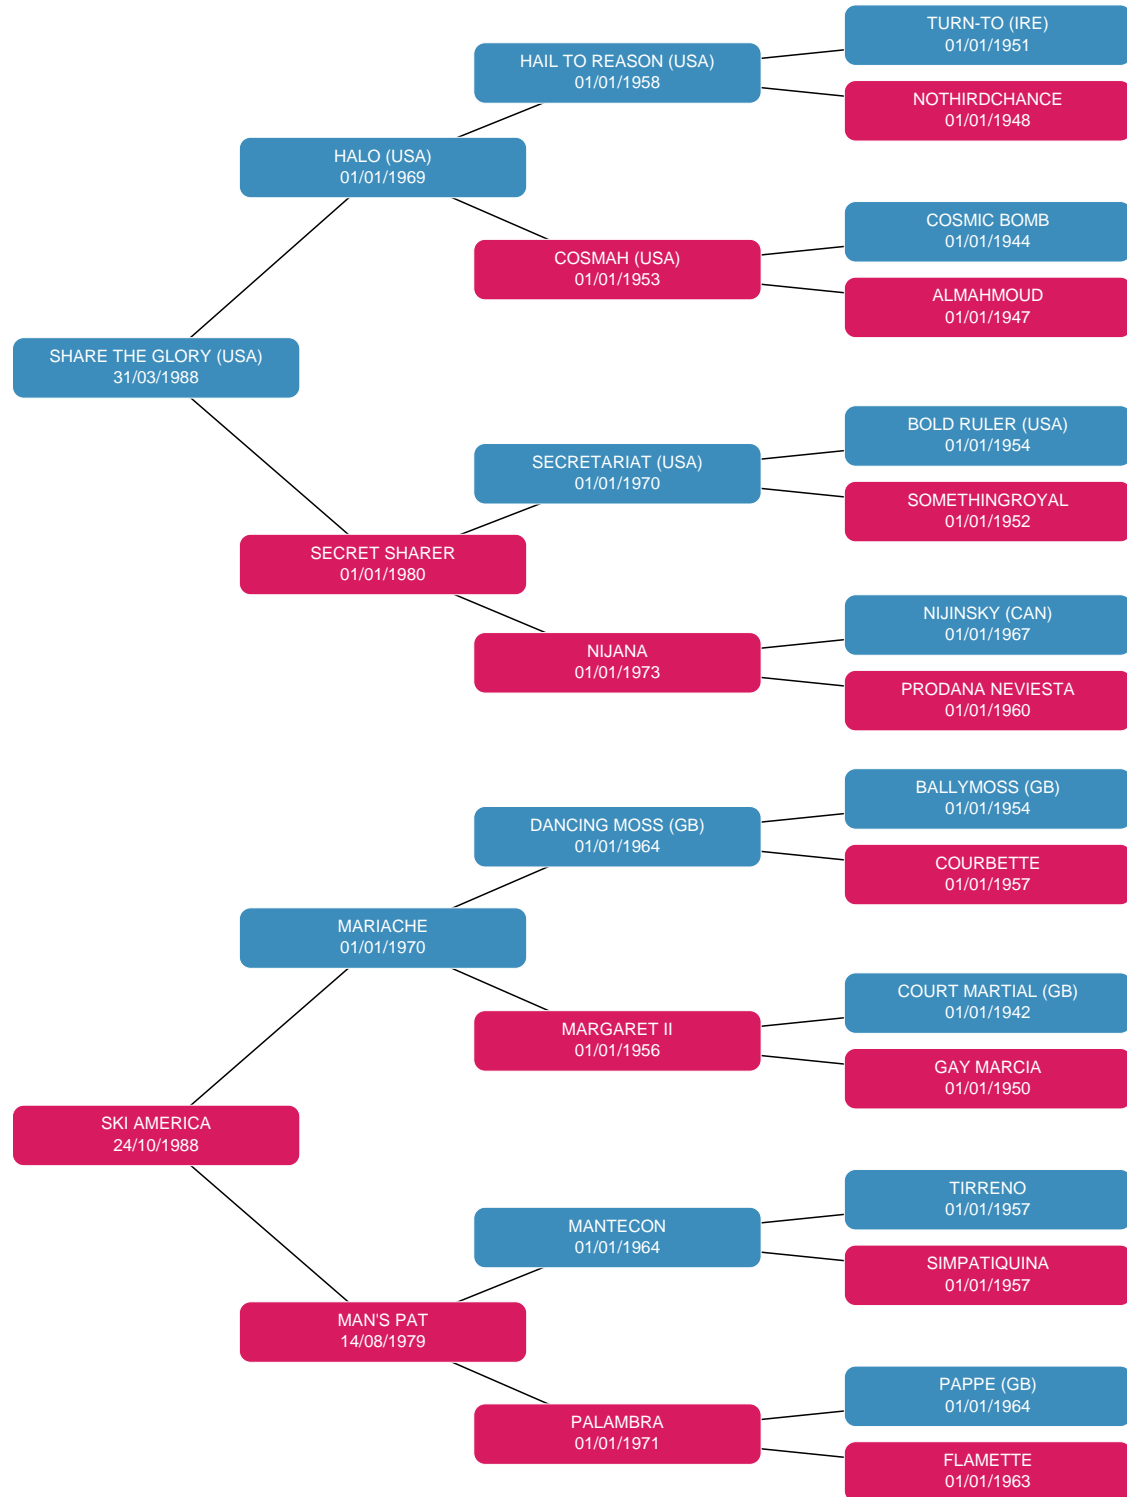 TURN-TO (IRE)
01/01/1951
HAIL TO REASON (USA)
01/01/1958
NOTHIRDCHANCE
01/01/1948
HALO (USA)
01/01/1969
COSMIC BOMB
01/01/1944
COSMAH (USA)
01/01/1953
ALMAHMOUD
01/01/1947
SHARE THE GLORY (USA)
31/03/1988
BOLD RULER (USA)
01/01/1954
SECRETARIAT (USA)
01/01/1970
SOMETHINGROYAL
01/01/1952
SECRET SHARER
01/01/1980
NIJINSKY (CAN)
01/01/1967
NIJANA
01/01/1973
PRODANA NEVIESTA
01/01/1960
BALLYMOSS (GB)
01/01/1954
DANCING MOSS (GB)
01/01/1964
COURBETTE
01/01/1957
MARIACHE
01/01/1970
COURT MARTIAL (GB)
01/01/1942
MARGARET II
01/01/1956
GAY MARCIA
01/01/1950
SKI AMERICA
24/10/1988
TIRRENO
01/01/1957
MANTECON
01/01/1964
SIMPATIQUINA
01/01/1957
MAN'S PAT
14/08/1979
PAPPE (GB)
01/01/1964
PALAMBRA
01/01/1971
FLAMETTE
01/01/1963